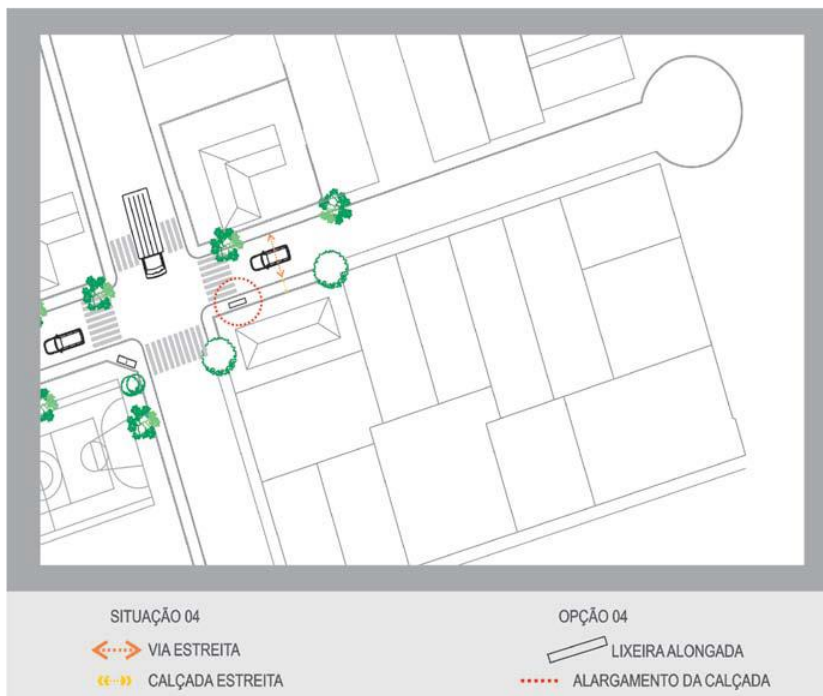 SITUAÇÃO 04
VIA ESTREITA
CALÇADA ESTREITA
OPÇÃO 04
LIXEIRA ALONGADA
ALARGAMENTO DA CALÇADA